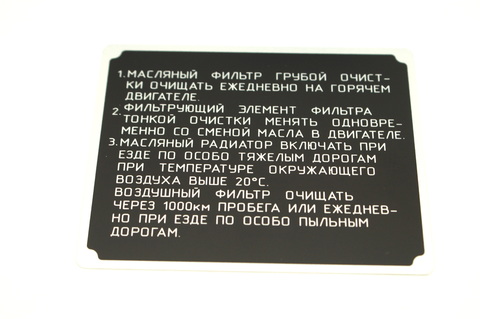 1. МАСЛЯНЫЙ ФИЛЬТР ГРУБОЙ ОЧИСТ-
КИ ОЧИЩАТЬ ЕЖЕДНЕВНО НА ГОРЯЧЕМ
ДВИГАТЕЛЕ.
2. ФИЛЬТРУЮЩИЙ ЭЛЕМЕНТ ФИЛЬТРА
ТОНКОЙ ОЧИСТКИ МЕНЯТЬ ОДНОВРЕ-
МЕННО СО СМЕНОЙ МАСЛА В ДВИГАТЕЛЕ.
3. МАСЛЯНЫЙ РАДИАТОР ВКЛЮЧАТЬ ПРИ
ЕЗДЕ ПО ОСОБО ТЯЖЕЛЫМ ДОРОГАМ
ПРИ ТЕМПЕРАТУРЕ ОКРУЖАЮЩЕГО
ВОЗДУХА ВЫШЕ 20°С.
ВОЗДУШНЫЙ ФИЛЬТР ОЧИЩАТЬ
ЧЕРЕЗ 1000км ПРОБЕГА ИЛИ ЕЖЕДНЕВ-
НО ПРИ ЕЗДЕ ПО ОСОБО ПЫЛЬНЫМ
ДОРОГАМ.